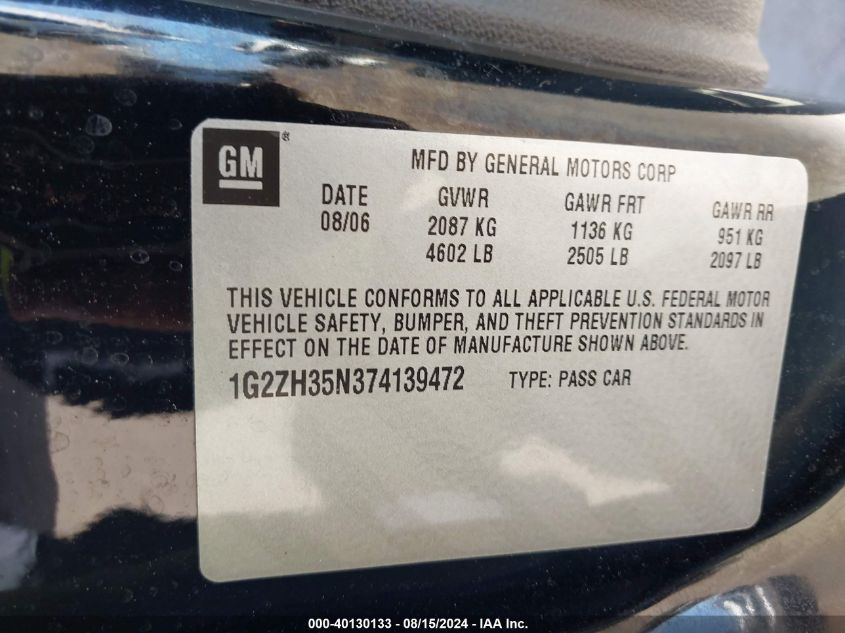 GM ®
MFD BY GENERAL MOTORS CORP
DATE GVWR GAWR FRT GAWR RR
08/06 2087 KG 1136 KG 951 KG
4602 LB 2505 LB 2097 LB
THIS VEHICLE CONFORMS TO ALL APPLICABLE U.S. FEDERAL MOTOR
VEHICLE SAFETY, BUMPER, AND THEFT PREVENTION STANDARDS IN
EFFECT ON THE DATE OF MANUFACTURE SHOWN ABOVE.
1G2ZH35N374139472 TYPE: PASS CAR
000-40130133 - 08/15/2024 - IAA Inc.